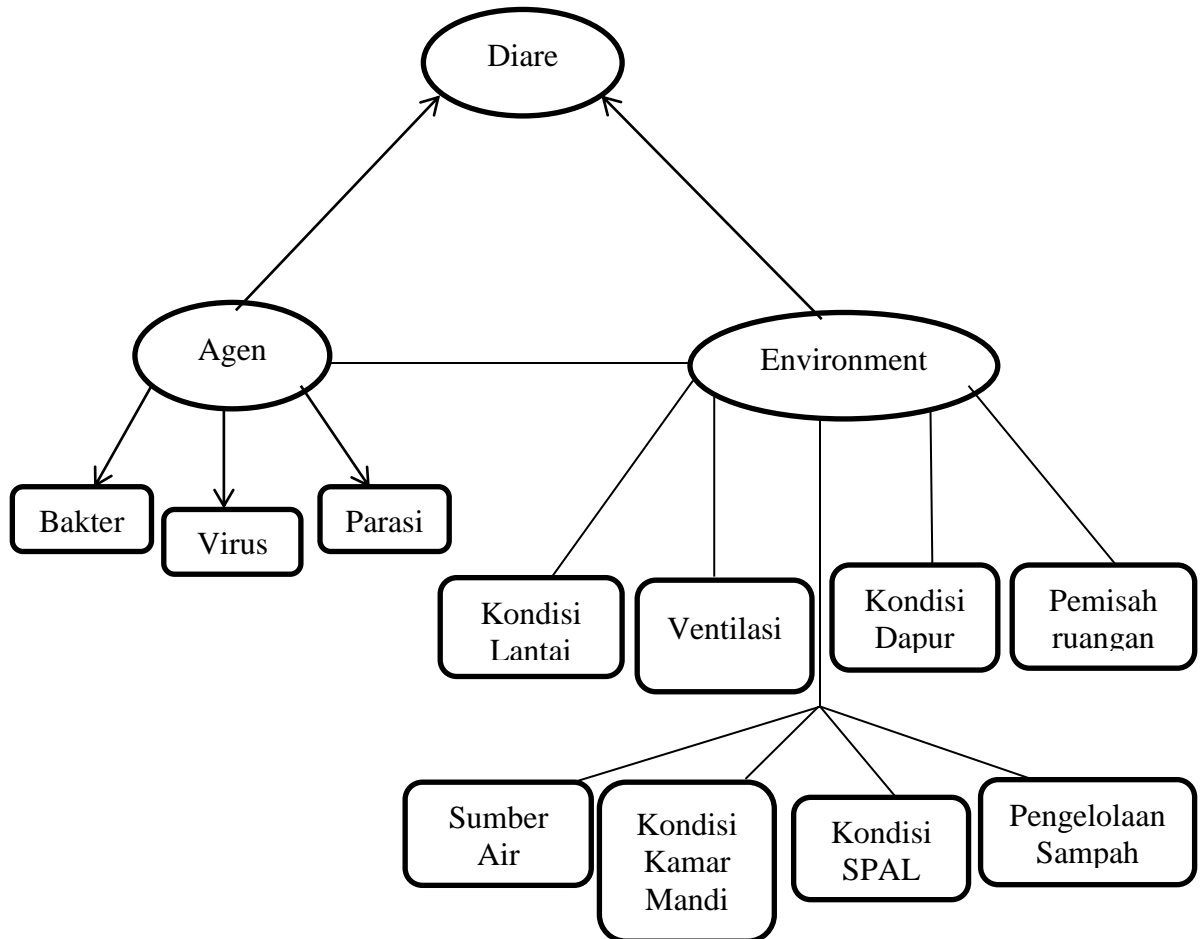 Diare
Agen
Environment
Bakter
Virus
Parasi
Kondisi
Lantai
Ventilasi
Kondisi
Dapur
Pemisah
ruangan
Sumber
Air
Kondisi
Kamar
Mandi
Kondisi
SPAL
Pengelolaan
Sampah